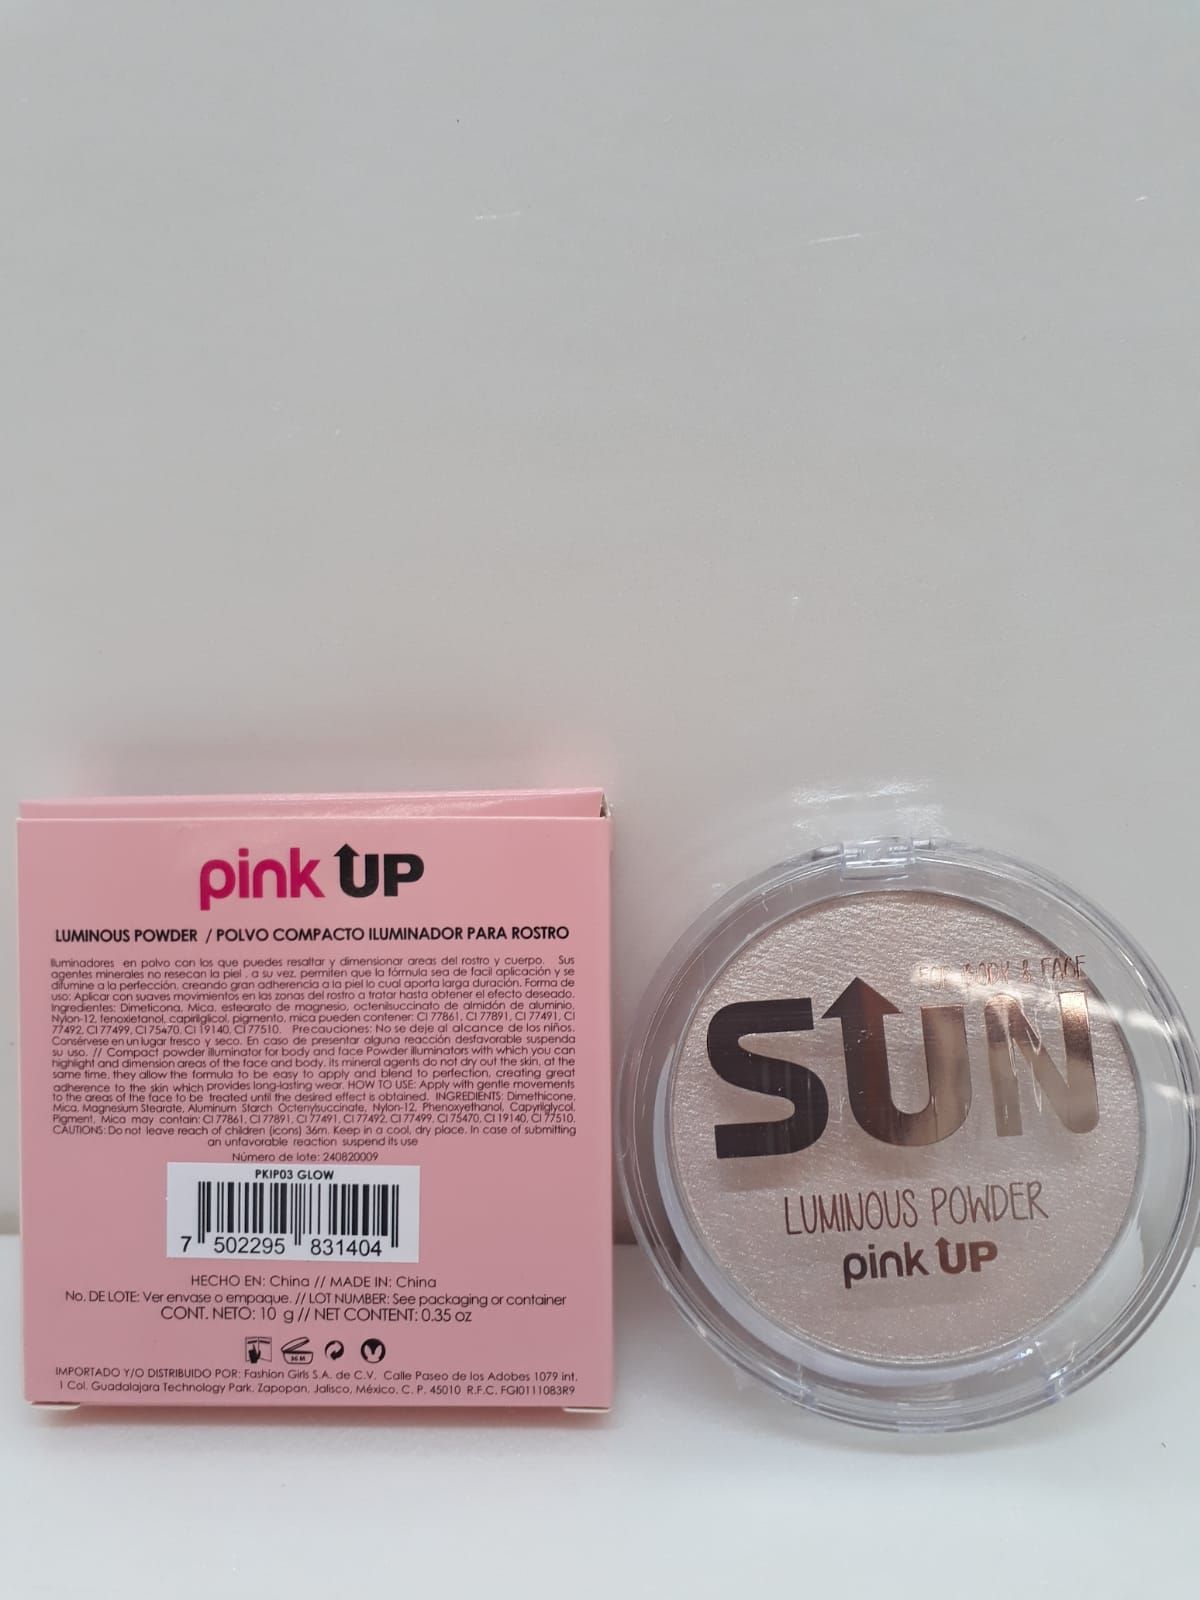 pink UP
LUMINOUS POWDER / POLVO COMPACTO ILUMINADOR PARA ROSTRO
Iluminadores en polvo con los que puedes resaltar y dimensionar areas del rostro y cuerpo. Sus
agentes minerales no resecan la piel , a su vez, permiten que la fórmula sea de facil aplicación y se
difumine a la perfección, creando gran adherencia a la piel lo cual aporta larga duración. Forma de
uso: Aplicar con suaves movimientos en las zonas del rostro a tratar hasta obtener el efecto deseado.
Ingredientes: Dimeticona, Mica, estearato de magnesio, octenilsuccinato de almidón de aluminio,
Nylon-12, fenoxietanol, caprililglicol, pigmento, mica pueden contener: CI 77861, CI 77891, CI 77491, CI
77492, CI 77499, CI 75470, CI 19140, CI 77510. Precauciones: No se deje al alcance de los niños.
Consérvese en un lugar fresco y seco. En caso de presentar alguna reacción desfavorable suspenda
su uso. // Compact powder illuminator for body and face Powder illuminators with which you can
highlight and dimension areas of the face and body, its mineral agents do not dry out the skin, at the
same time, they allow the formula to be easy to apply and blend to perfection, creating great
adherence to the skin which provides long-lasting wear. HOW TO USE: Apply with gentle movements
to the areas of the face to be treated until the desired effect is obtained. INGREDIENTS: Dimethicone,
Mica, Magnesium Stearate, Aluminum Starch Octenylsuccinate, Nylon-12, Phenoxyethanol, Capyrilglycol,
Pigment, Mica may contain: CI 77861, CI 77891, CI 77491, CI 77492, CI 77499, CI 75470, CI 19140, CI 77510
CAUTIONS: Do not leave reach of children (icons) 36m. Keep in a cool, dry place. In case of submitting
an unfavorable reaction suspend its use
Número de lote: 240820009
PKIP03 GLOW
7 502295 831404
HECHO EN: China // MADE IN: China
No. DE LOTE: Ver envase o empaque. // LOT NUMBER: See packaging or container
CONT. NETO: 10 g // NET CONTENT: 0.35 oz
36 M
IMPORTADO Y/O DISTRIBUIDO POR: Fashion Girls S.A. de C.V. Calle Paseo de los Adobes 1079 int.
1 Col. Guadalajara Technology Park. Zapopan, Jalisco, México, C. P. 45010 R.F.C. FGI0111083R9
FOR BODY & FACE
SUN
LUMINOUS POWDER
pink UP